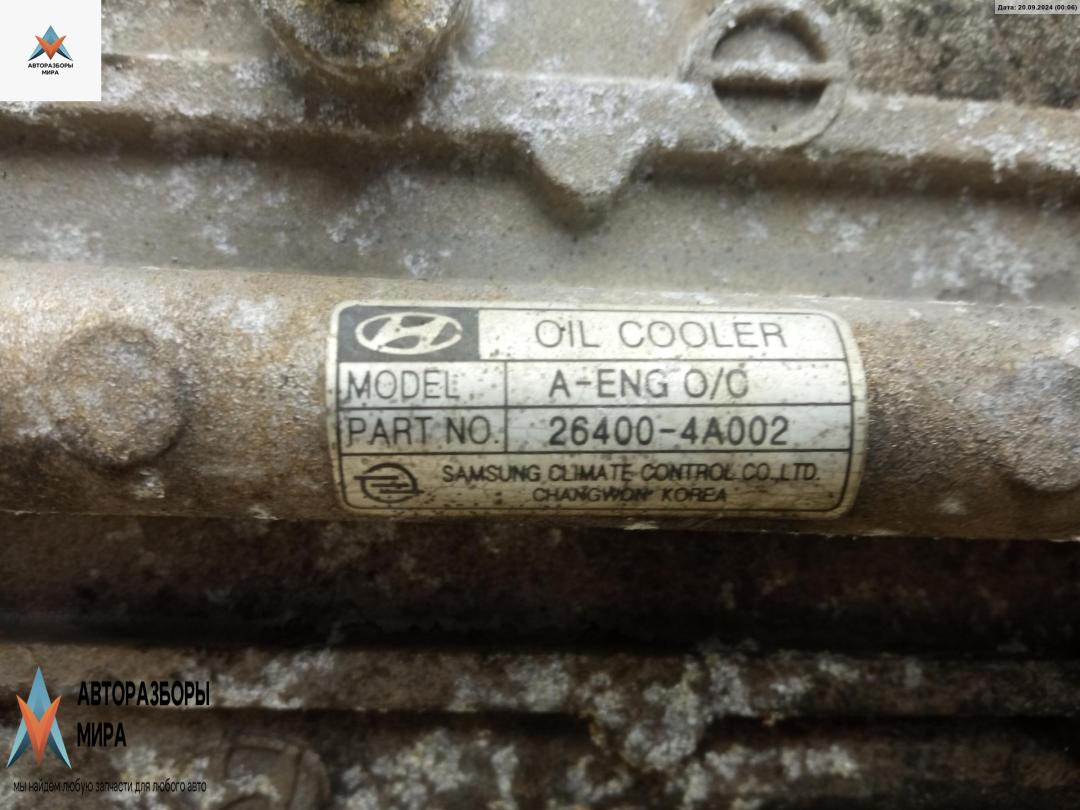 Дата: 20.09.2024 (00:06)
АВТОРАЗБОРЫ
МИРА
OIL COOLER
MODEL A-ENG O/C
PART NO. 26400-4A002
SAMSUNG CLIMATE CONTROL CO.,LTD.
CHANGWON KOREA
АВТОРАЗБОРЫ
МИРА
мы найдём любую запчасти для любого авто